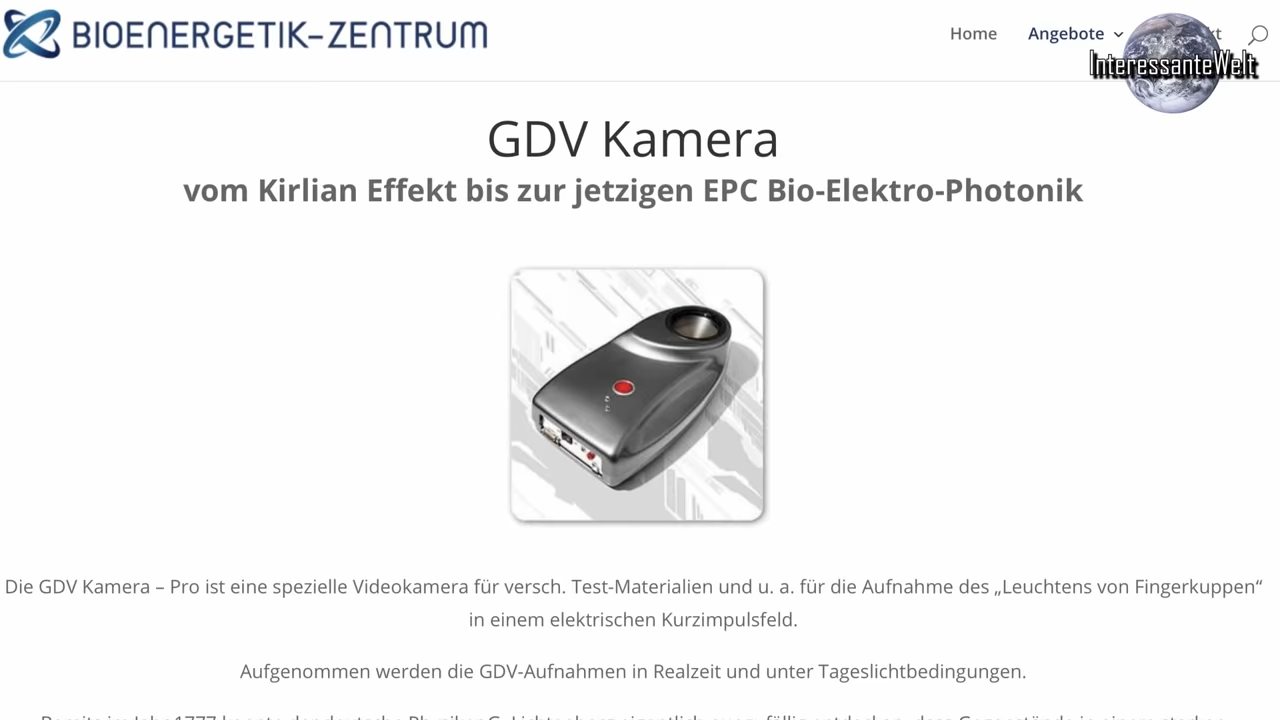 BIOENERGETIK-ZENTRUM
Home
Angebote
InteressanteWelt
GDV Kamera
vom Kirlian Effekt bis zur jetzigen EPC Bio-Elektro-Photonik
Die GDV Kamera – Pro ist eine spezielle Videokamera für versch. Test-Materialien und u. a. für die Aufnahme des „Leuchtens von Fingerkuppen“
in einem elektrischen Kurzimpulsfeld.
Aufgenommen werden die GDV-Aufnahmen in Realzeit und unter Tageslichtbedingungen.